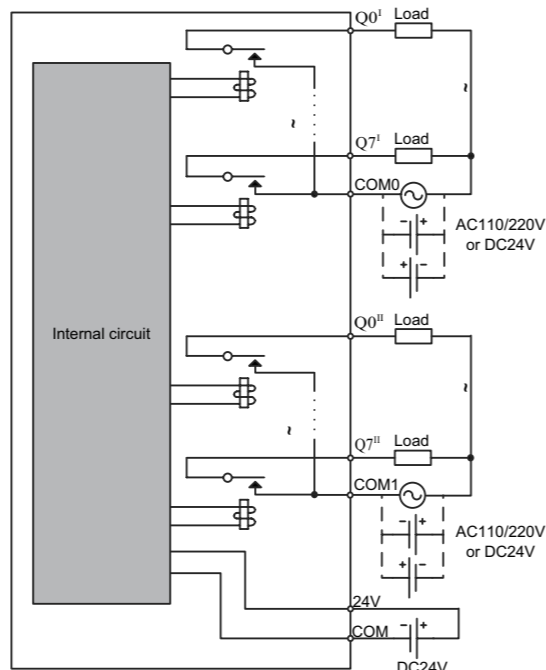 Q0ᴵ Load
Q7ᴵ Load
COM0
- +
+ -
AC110/220V
or DC24V
Internal circuit
Q0ᴵᴵ Load
Q7ᴵᴵ Load
COM1
- +
+ -
AC110/220V
or DC24V
24V
COM
- +
DC24V